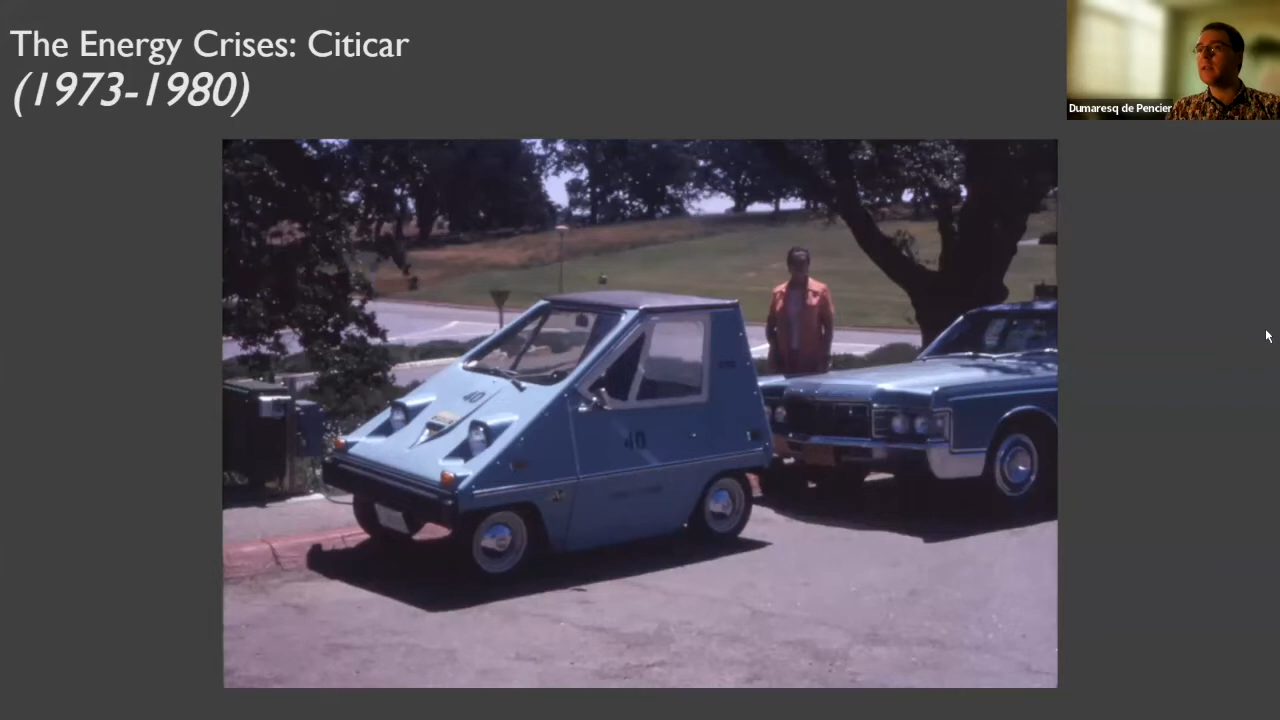 The Energy Crises: Citicar
(1973-1980)
Dumaresq de Pencier
40
40